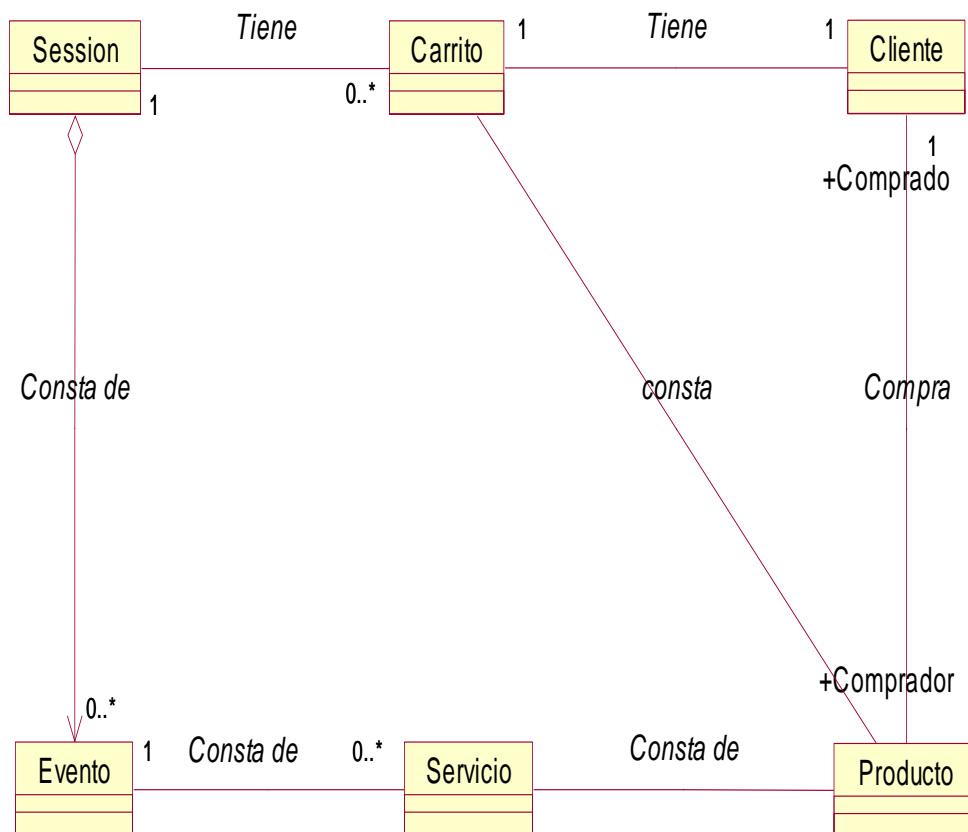 Session
Tiene
Carrito
1
Tiene
1
Cliente
1
0..*
1
+Comprado
Consta de
consta
Compra
0..*
+Comprador
Evento
1
Consta de
0..*
Servicio
Consta de
Producto